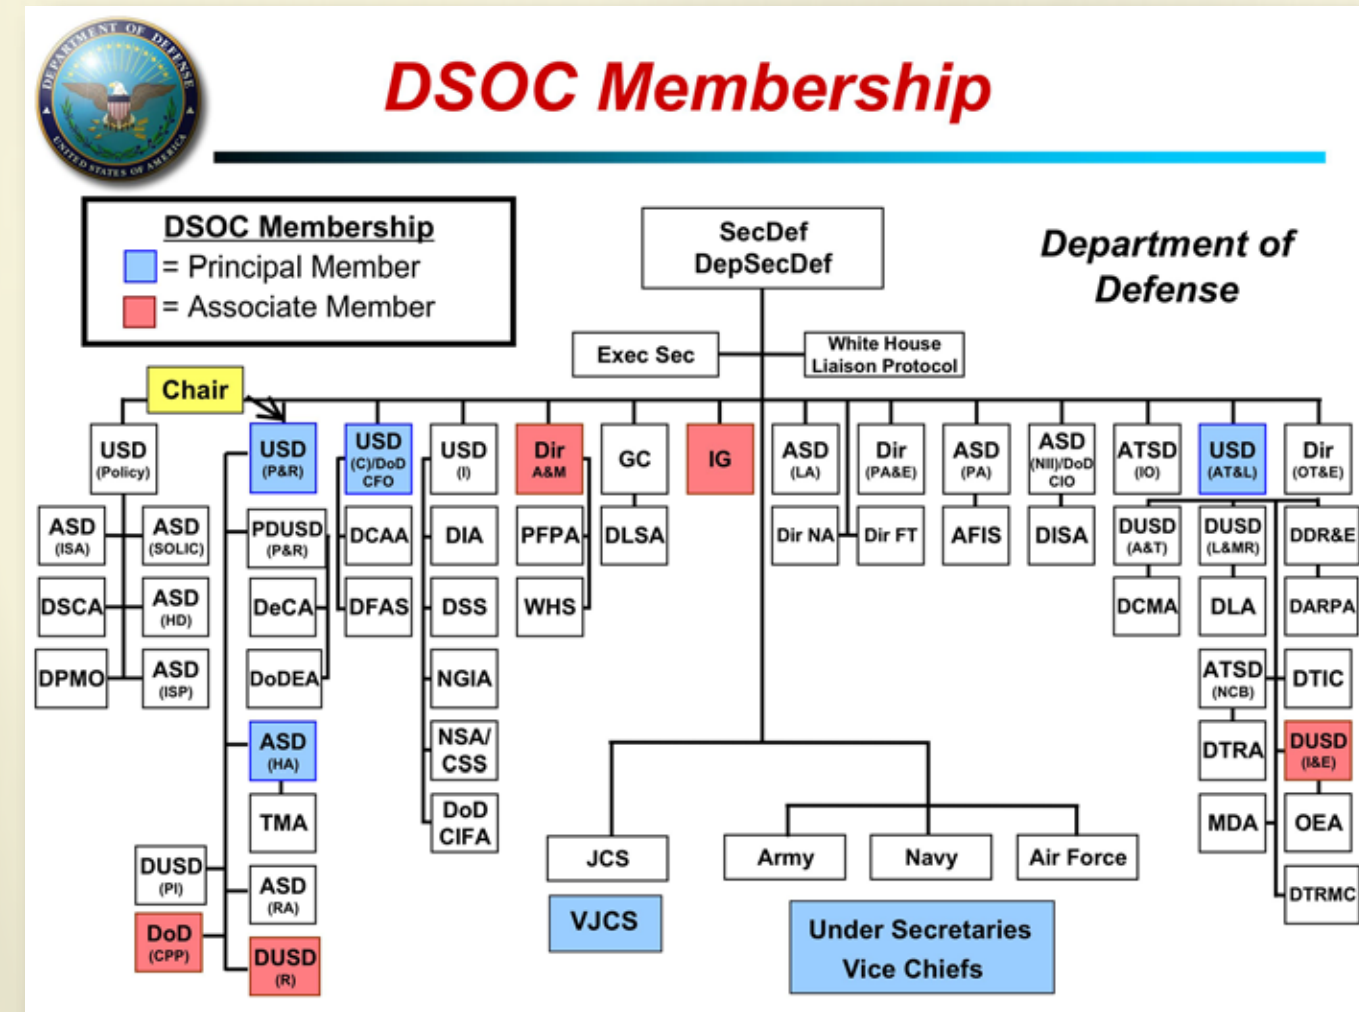 DEPARTMENT OF DEFENSE
UNITED STATES OF AMERICA
DSOC Membership
DSOC Membership
= Principal Member
= Associate Member
SecDef
DepSecDef
Department of
Defense
Exec Sec
White House
Liaison Protocol
Chair
USD
(Policy)
USD
(P&R)
USD
(C)/DoD
CFO
USD
(I)
Dir
A&M
GC
IG
ASD
(LA)
Dir
(PA&E)
ASD
(PA)
ASD
(NII)/DoD
CIO
ATSD
(IO)
USD
(AT&L)
Dir
(OT&E)
ASD
(ISA)
ASD
(SOLIC)
PDUSD
(P&R)
DCAA
DIA
PFPA
DLSA
Dir NA
Dir FT
AFIS
DISA
DUSD
(A&T)
DUSD
(L&MR)
DDR&E
DSCA
ASD
(HD)
DeCA
DFAS
DSS
WHS
DCMA
DLA
DARPA
DPMO
ASD
(ISP)
DoDEA
NGIA
ATSD
(NCB)
DTIC
ASD
(HA)
NSA/
CSS
DTRA
DUSD
(I&E)
TMA
DoD
CIFA
MDA
OEA
DUSD
(PI)
ASD
(RA)
JCS
Army
Navy
Air Force
DTRMC
DoD
(CPP)
DUSD
(R)
VJCS
Under Secretaries
Vice Chiefs